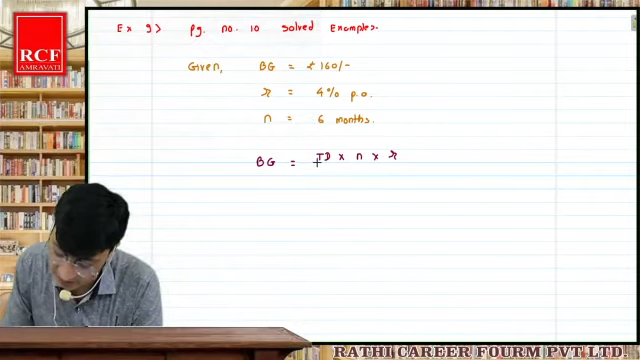 RCF
AMRAVATI
Ex 9> pg. no. 10 solved Examples.
Given, BG = ₹ 160/-
r = 4% p.a.
n = 6 months.
BG = TD x n x r
RATHI CAREER FOURM PVT LTD.